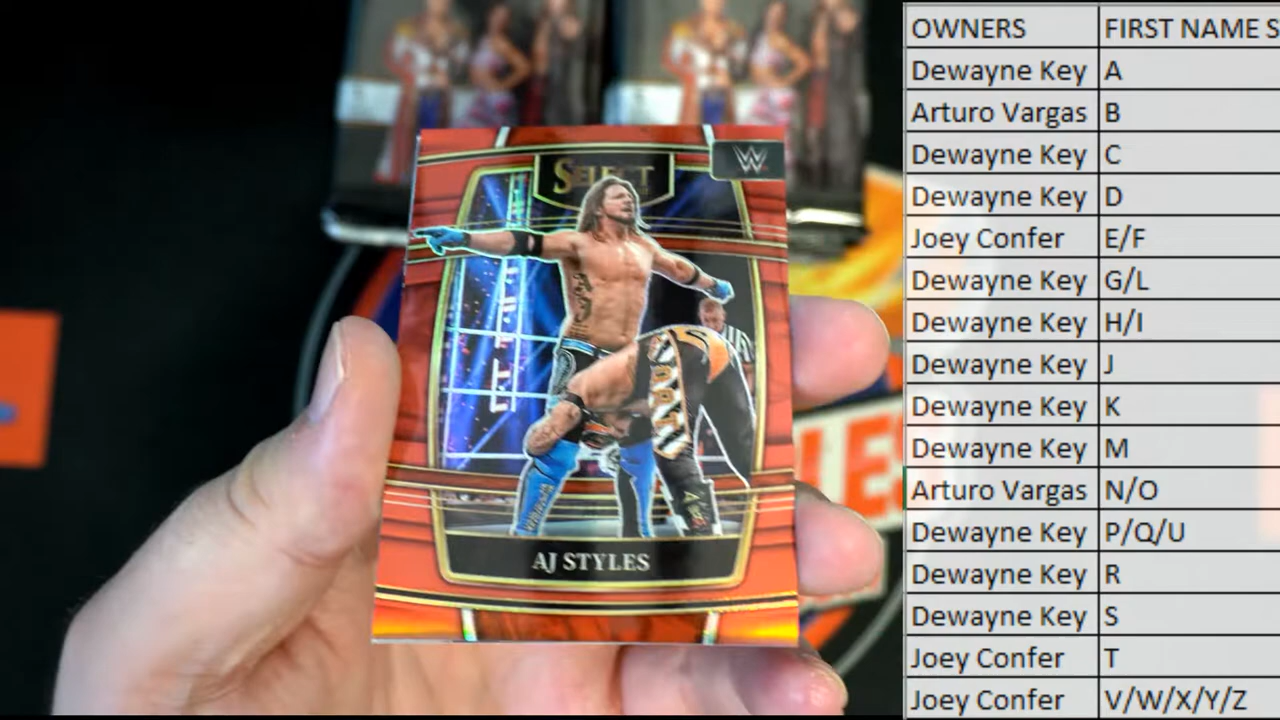 SELECT
W
AJ STYLES
LES
OWNERS FIRST NAME S
Dewayne Key A
Arturo Vargas B
Dewayne Key C
Dewayne Key D
Joey Confer E/F
Dewayne Key G/L
Dewayne Key H/I
Dewayne Key J
Dewayne Key K
Dewayne Key M
Arturo Vargas N/O
Dewayne Key P/Q/U
Dewayne Key R
Dewayne Key S
Joey Confer T
Joey Confer V/W/X/Y/Z